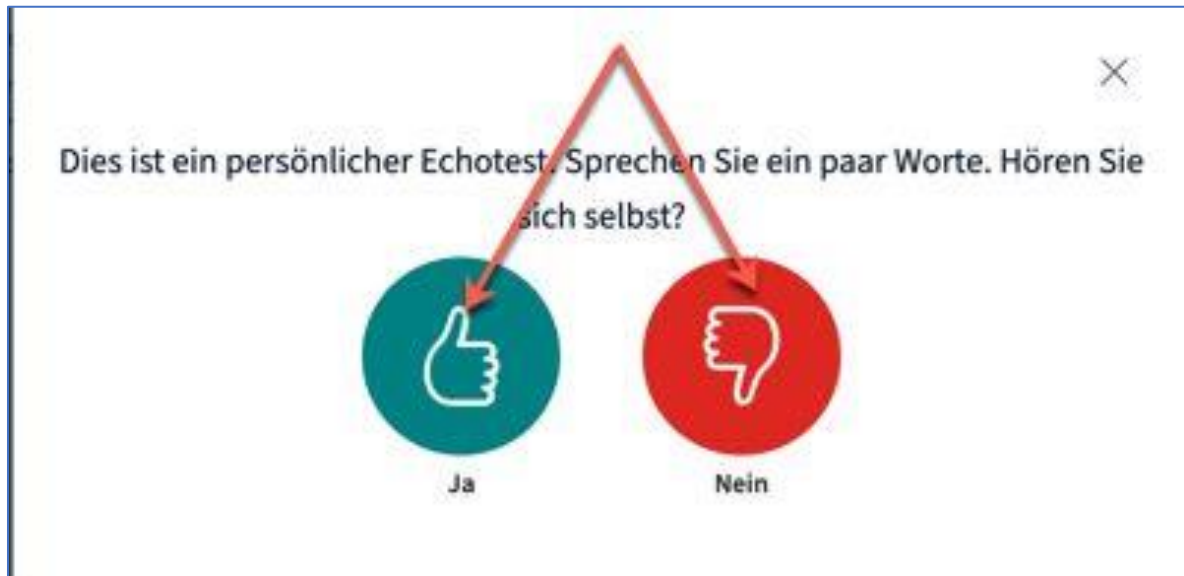 Dies ist ein persönlicher Echotest. Sprechen Sie ein paar Worte. Hören Sie
sich selbst?
Ja
Nein